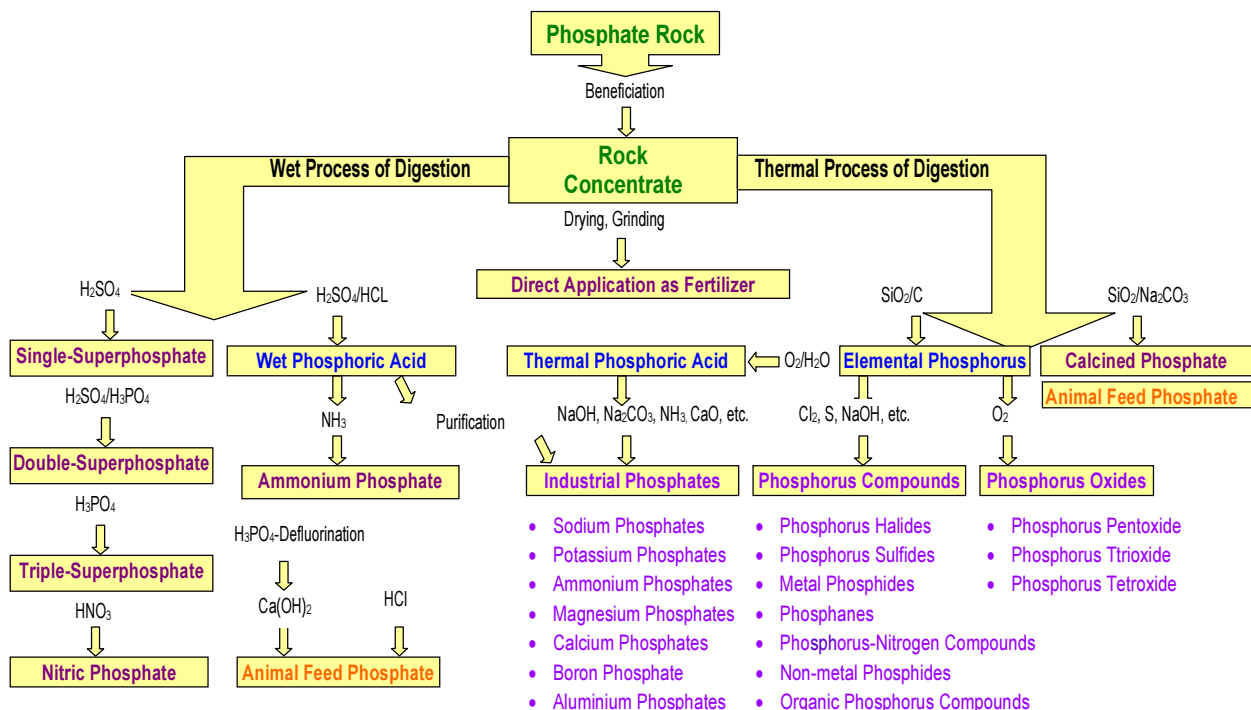 Phosphate Rock
Beneficiation
Wet Process of Digestion
Rock
Concentrate
Thermal Process of Digestion
Drying, Grinding
Direct Application as Fertilizer
H₂SO₄
H₂SO₄/HCL
SiO₂/C
SiO₂/Na₂CO₃
Single-Superphosphate
Wet Phosphoric Acid
Thermal Phosphoric Acid
O₂/H₂O
Elemental Phosphorus
Calcined Phosphate
Animal Feed Phosphate
H₂SO₄/H₃PO₄
NH₃
Purification
NaOH, Na₂CO₃, NH₃, CaO, etc.
Cl₂, S, NaOH, etc.
O₂
Double-Superphosphate
Ammonium Phosphate
Industrial Phosphates
Phosphorus Compounds
Phosphorus Oxides
H₃PO₄
H₃PO₄-Defluorination
Triple-Superphosphate
HNO₃
Ca(OH)₂
HCl
Nitric Phosphate
Animal Feed Phosphate
• Sodium Phosphates
• Potassium Phosphates
• Ammonium Phosphates
• Magnesium Phosphates
• Calcium Phosphates
• Boron Phosphate
• Aluminium Phosphates
• Phosphorus Halides
• Phosphorus Sulfides
• Metal Phosphides
• Phosphanes
• Phosphorus-Nitrogen Compounds
• Non-metal Phosphides
• Organic Phosphorus Compounds
• Phosphorus Pentoxide
• Phosphorus Ttrioxide
• Phosphorus Tetroxide